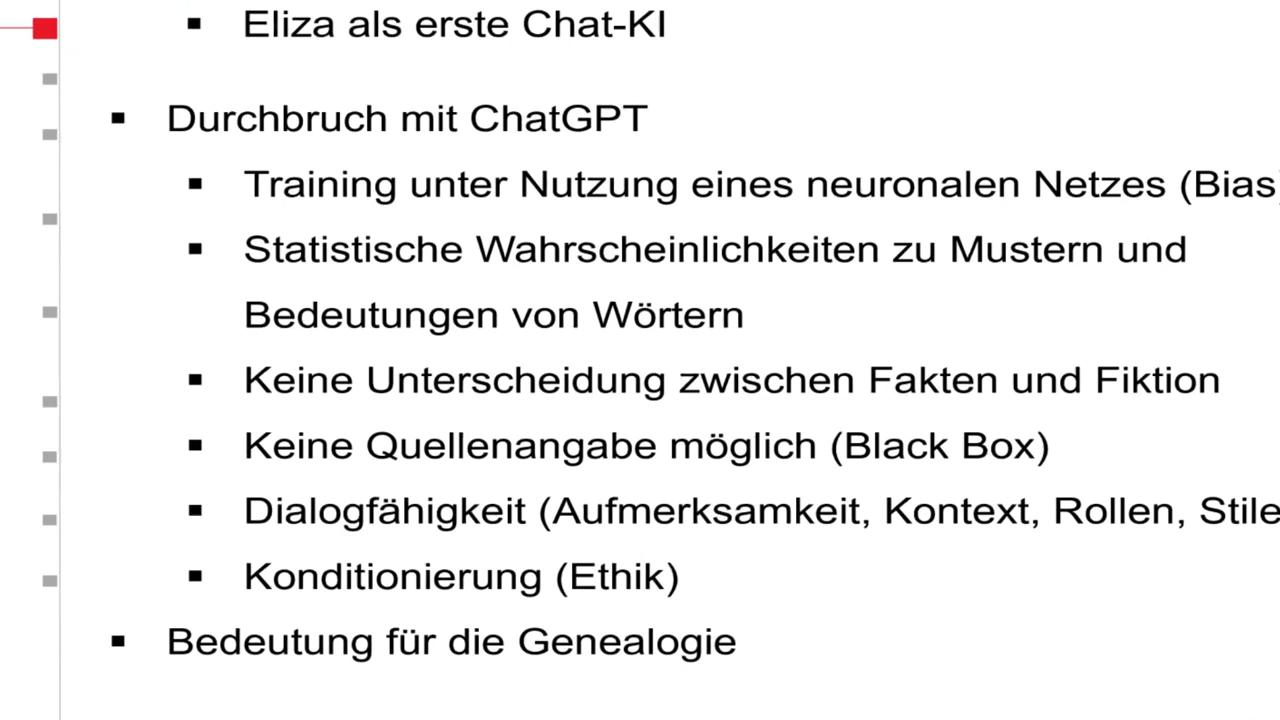 Eliza als erste Chat-KI
Durchbruch mit ChatGPT
Training unter Nutzung eines neuronalen Netzes (Bias)
Statistische Wahrscheinlichkeiten zu Mustern und
Bedeutungen von Wörtern
Keine Unterscheidung zwischen Fakten und Fiktion
Keine Quellenangabe möglich (Black Box)
Dialogfähigkeit (Aufmerksamkeit, Kontext, Rollen, Stile
Konditionierung (Ethik)
Bedeutung für die Genealogie